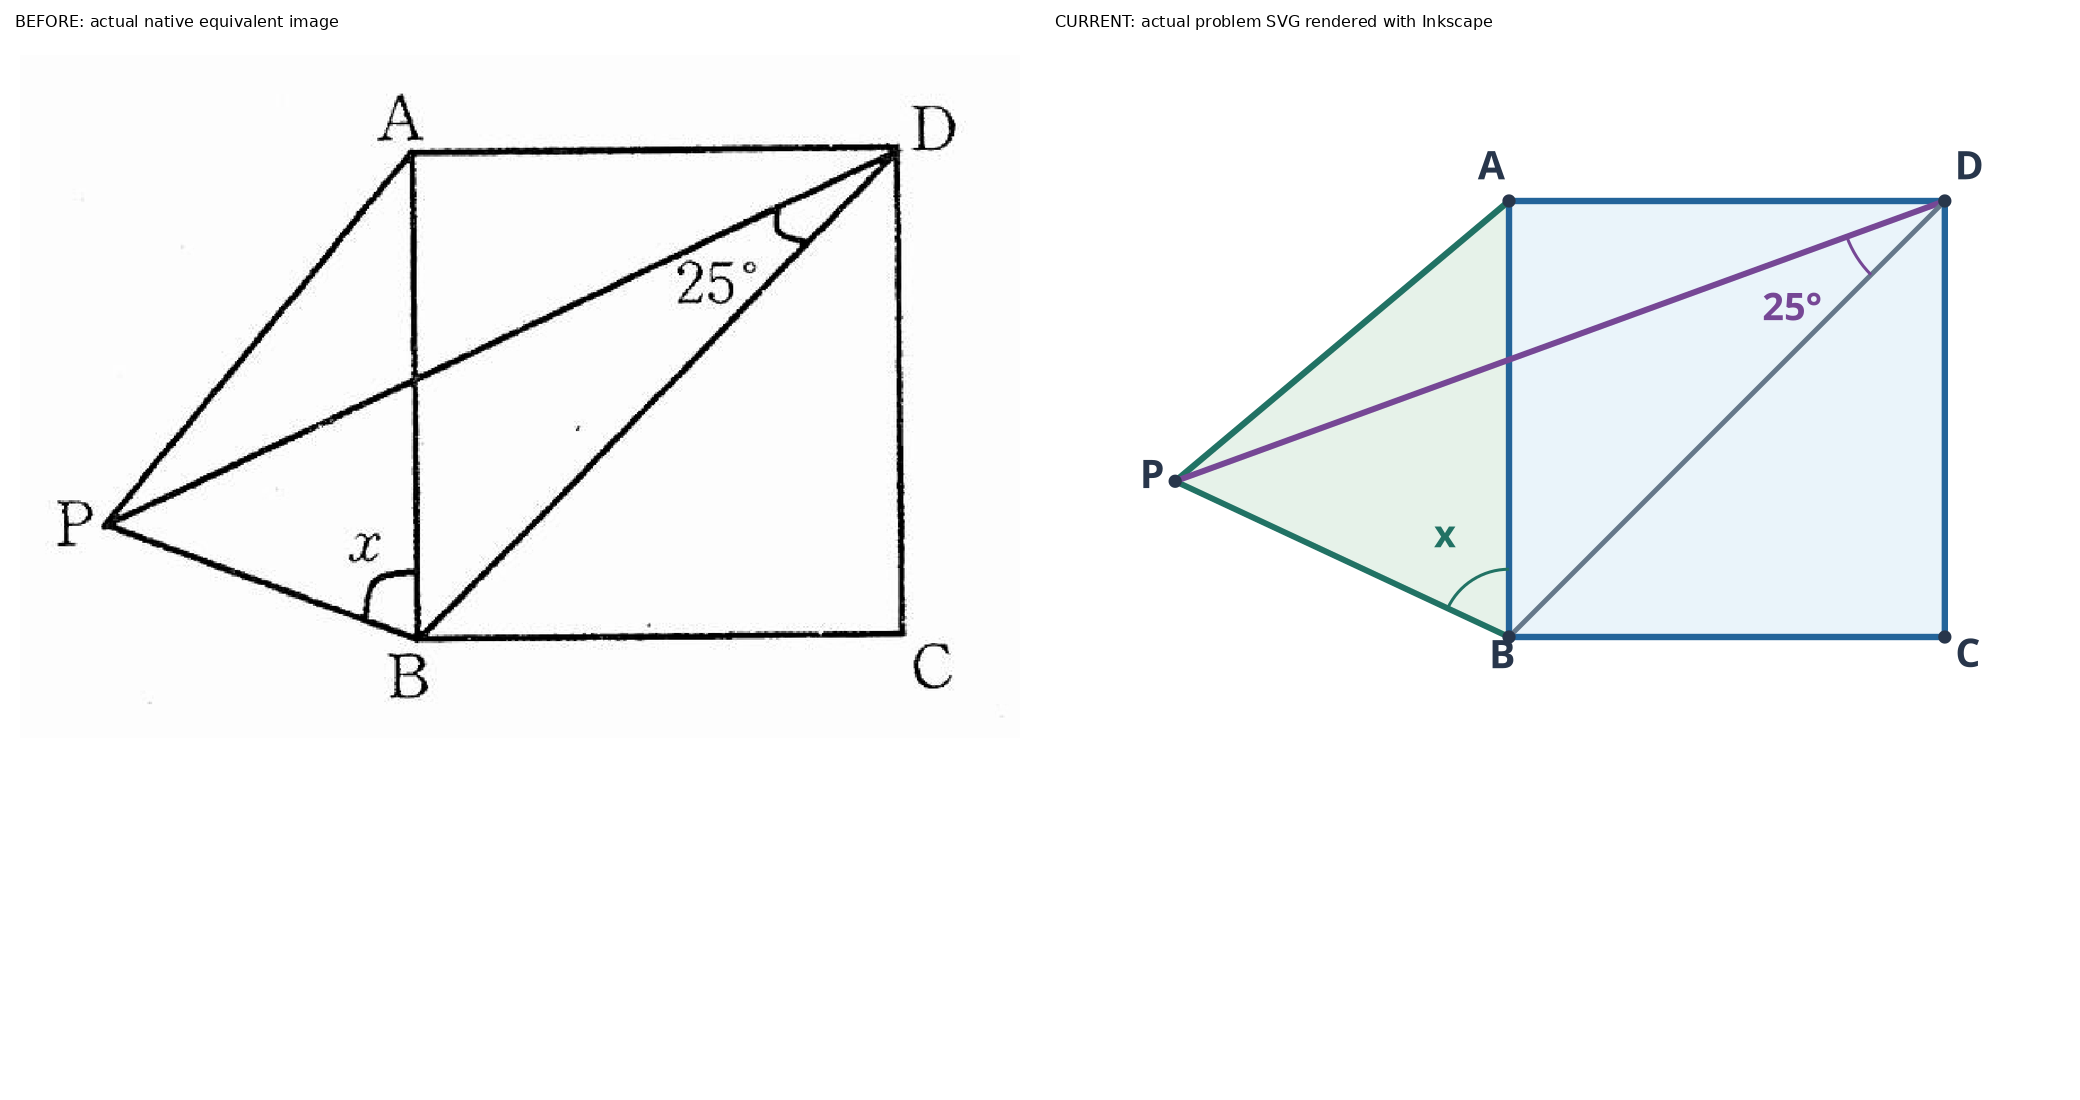 BEFORE: actual native equivalent image
A
D
25°
P
x
B
C
CURRENT: actual problem SVG rendered with Inkscape
A
D
25°
P
x
B
C